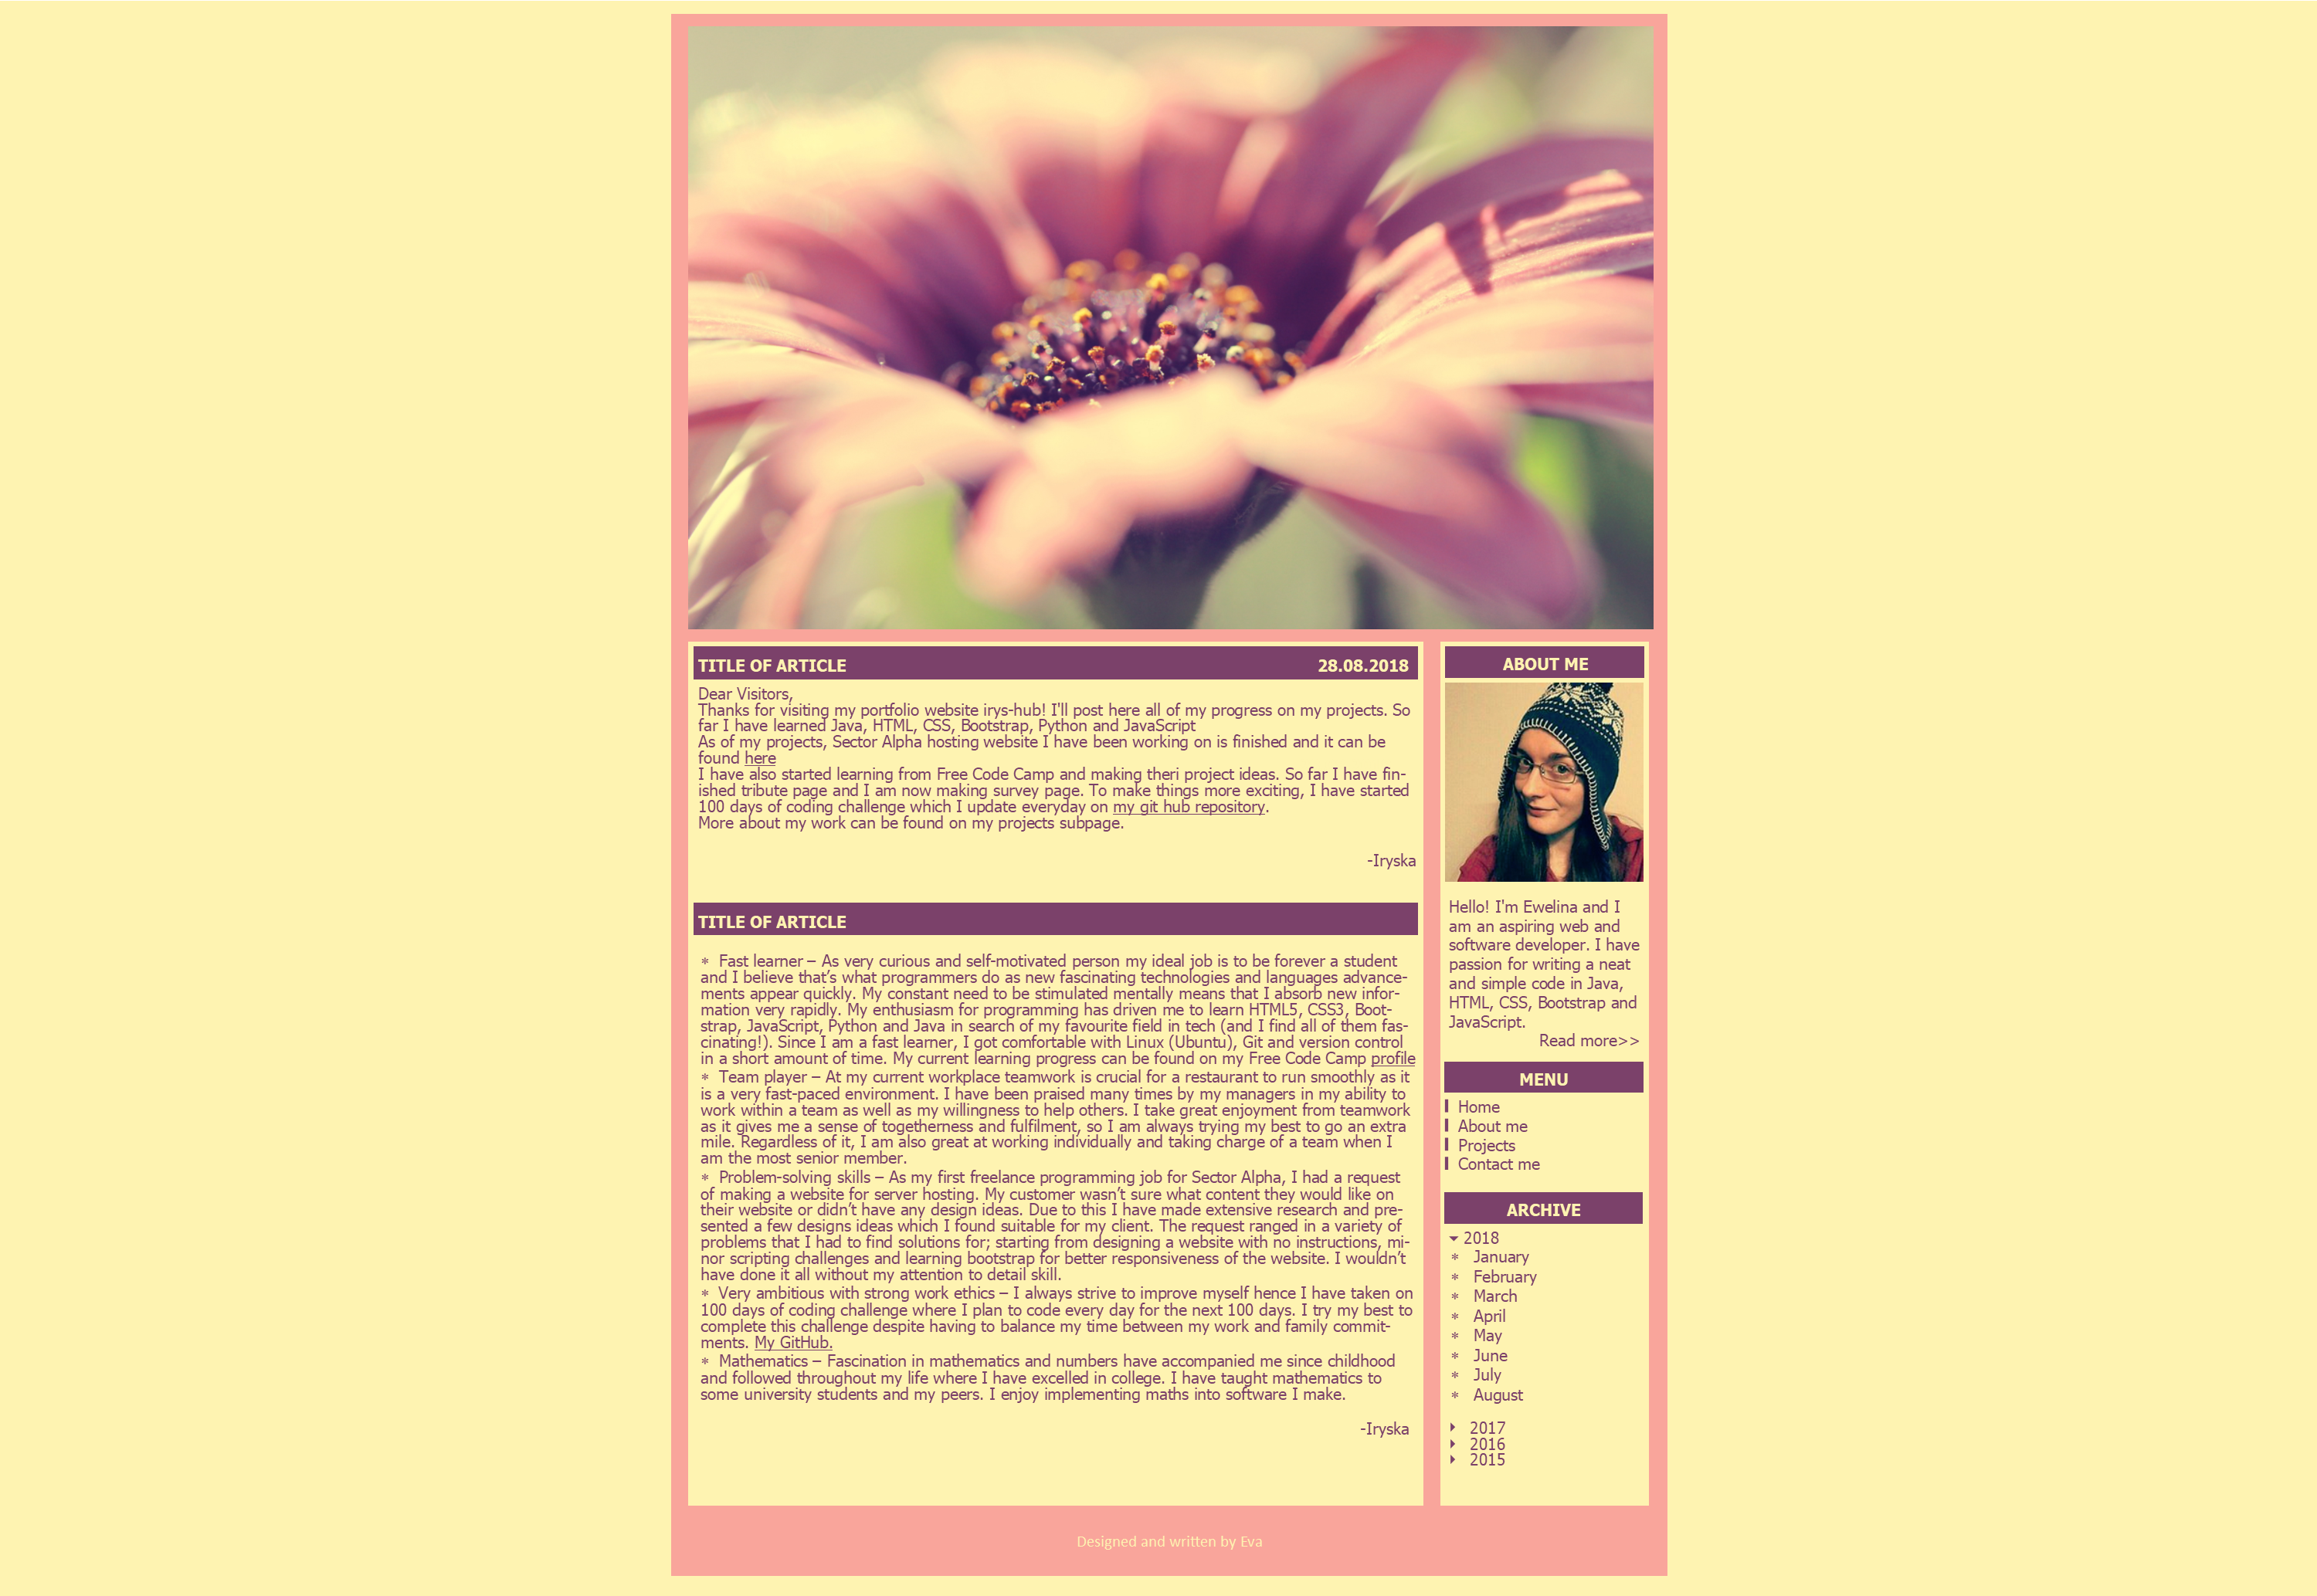 TITLE OF ARTICLE 28.08.2018
Dear Visitors,
Thanks for visiting my portfolio website irys-hub! I'll post here all of my progress on my projects. So
far I have learned Java, HTML, CSS, Bootstrap, Python and JavaScript
As of my projects, Sector Alpha hosting website I have been working on is finished and it can be
found here
I have also started learning from Free Code Camp and making theri project ideas. So far I have fin-
ished tribute page and I am now making survey page. To make things more exciting, I have started
100 days of coding challenge which I update everyday on my git hub repository.
More about my work can be found on my projects subpage.
-Iryska
TITLE OF ARTICLE
* Fast learner – As very curious and self-motivated person my ideal job is to be forever a student
and I believe that’s what programmers do as new fascinating technologies and languages advance-
ments appear quickly. My constant need to be stimulated mentally means that I absorb new infor-
mation very rapidly. My enthusiasm for programming has driven me to learn HTML5, CSS3, Boot-
strap, JavaScript, Python and Java in search of my favourite field in tech (and I find all of them fas-
cinating!). Since I am a fast learner, I got comfortable with Linux (Ubuntu), Git and version control
in a short amount of time. My current learning progress can be found on my Free Code Camp profile
* Team player – At my current workplace teamwork is crucial for a restaurant to run smoothly as it
is a very fast-paced environment. I have been praised many times by my managers in my ability to
work within a team as well as my willingness to help others. I take great enjoyment from teamwork
as it gives me a sense of togetherness and fulfilment, so I am always trying my best to go an extra
mile. Regardless of it, I am also great at working individually and taking charge of a team when I
am the most senior member.
* Problem-solving skills – As my first freelance programming job for Sector Alpha, I had a request
of making a website for server hosting. My customer wasn’t sure what content they would like on
their website or didn’t have any design ideas. Due to this I have made extensive research and pre-
sented a few designs ideas which I found suitable for my client. The request ranged in a variety of
problems that I had to find solutions for; starting from designing a website with no instructions, mi-
nor scripting challenges and learning bootstrap for better responsiveness of the website. I wouldn’t
have done it all without my attention to detail skill.
* Very ambitious with strong work ethics – I always strive to improve myself hence I have taken on
100 days of coding challenge where I plan to code every day for the next 100 days. I try my best to
complete this challenge despite having to balance my time between my work and family commit-
ments. My GitHub.
* Mathematics – Fascination in mathematics and numbers have accompanied me since childhood
and followed throughout my life where I have excelled in college. I have taught mathematics to
some university students and my peers. I enjoy implementing maths into software I make.
-Iryska
ABOUT ME
Hello! I'm Ewelina and I
am an aspiring web and
software developer. I have
passion for writing a neat
and simple code in Java,
HTML, CSS, Bootstrap and
JavaScript.
Read more>>
MENU
Home
About me
Projects
Contact me
ARCHIVE
2018
* January
* February
* March
* April
* May
* June
* July
* August
2017
2016
2015
Designed and written by Eva